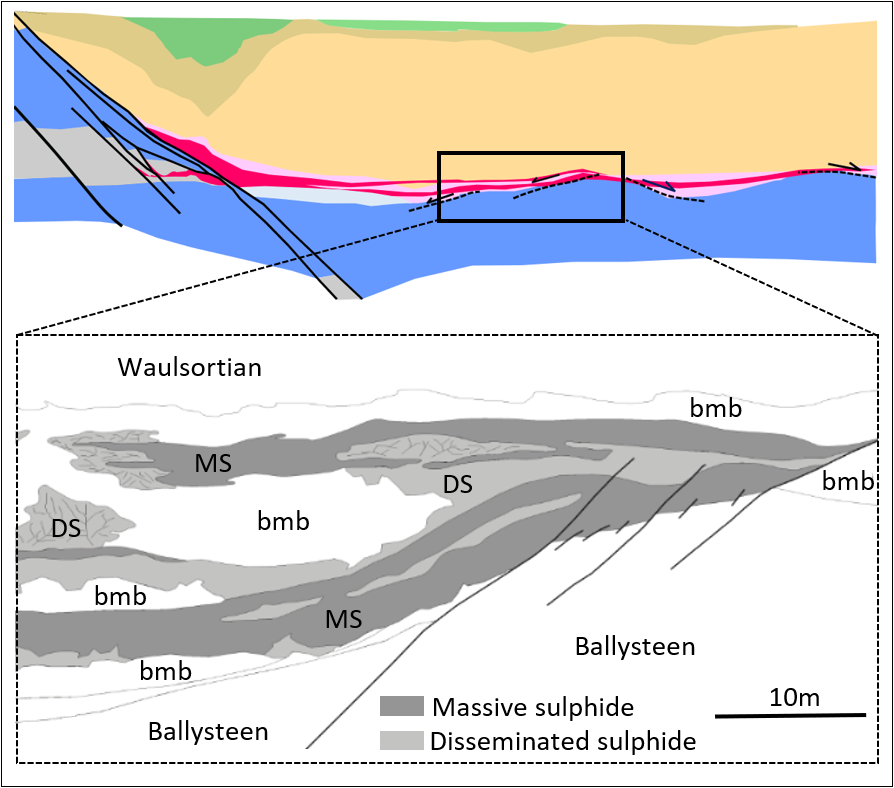 Waulsortian
bmb
MS
bmb
DS
bmb
DS
bmb
MS
Ballysteen
bmb
Massive sulphide
10m
Ballysteen
Disseminated sulphide